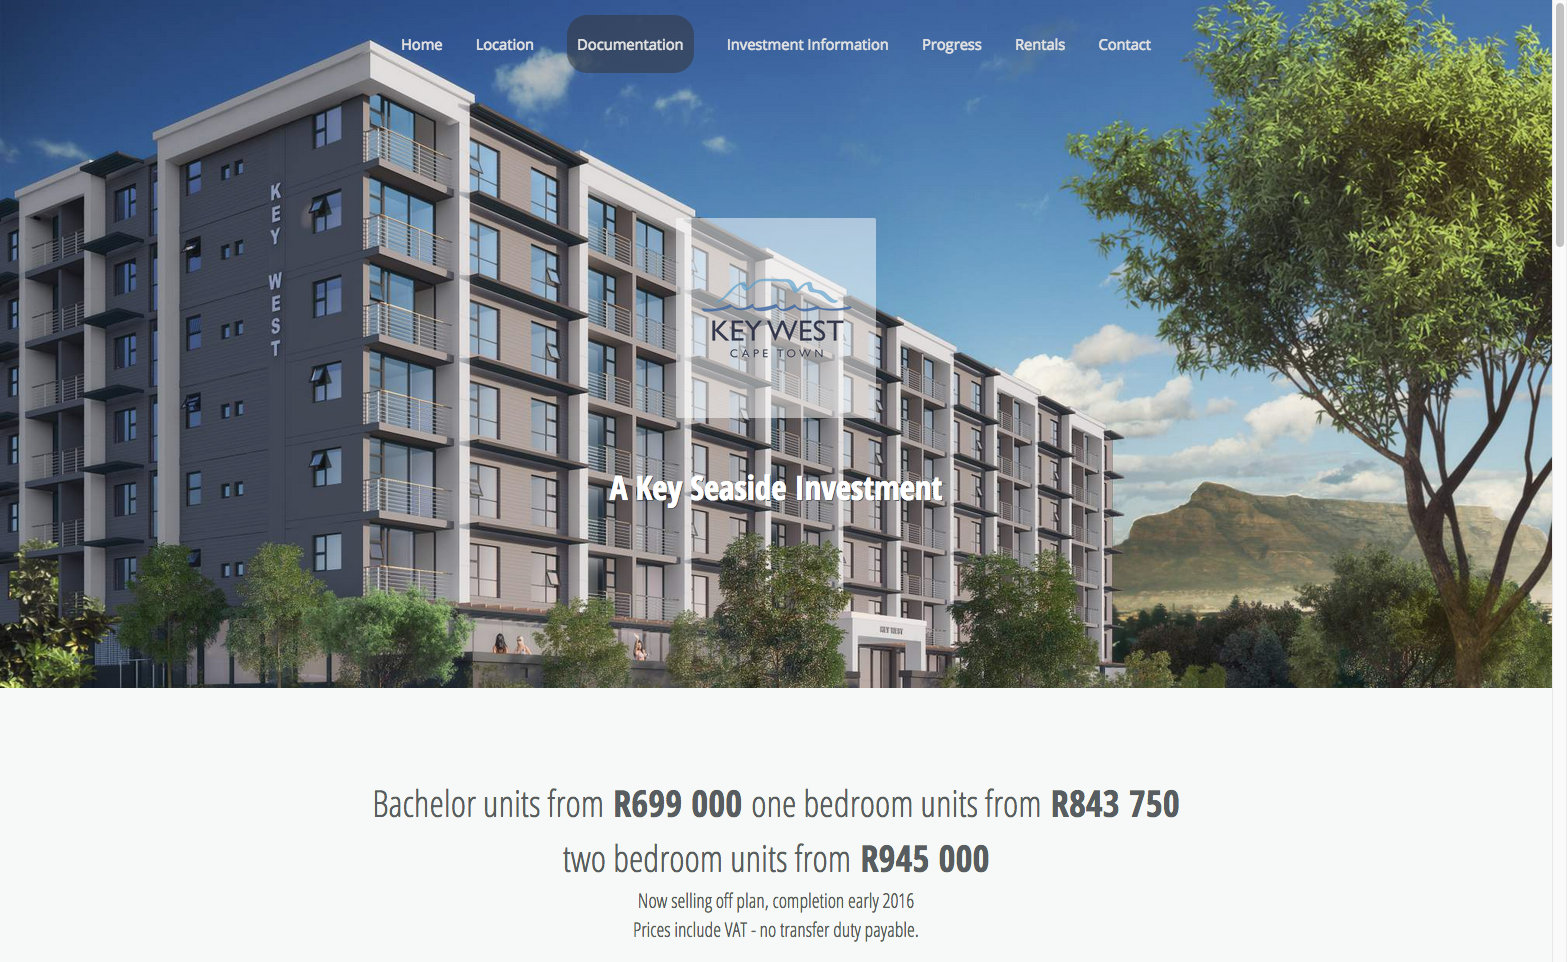 Home Location Documentation Investment Information Progress Rentals Contact
KEY WEST
KEY WEST
CAPE TOWN
A Key Seaside Investment
KEY WEST
Bachelor units from R699 000 one bedroom units from R843 750
two bedroom units from R945 000
Now selling off plan, completion early 2016
Prices include VAT - no transfer duty payable.